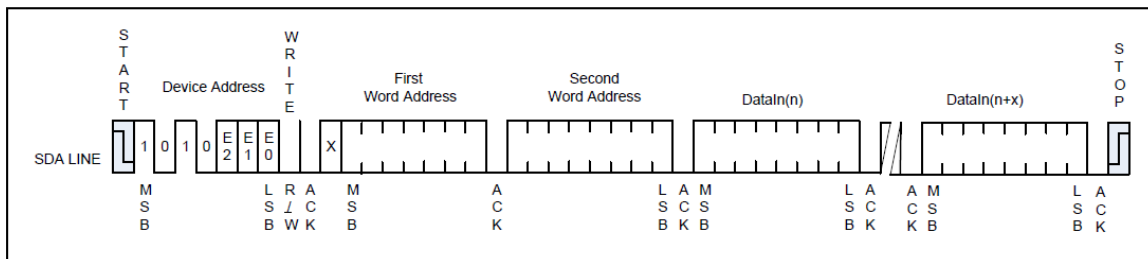 START
WRITE
STOP
Device Address
First
Word Address
Second
Word Address
DataIn(n)
DataIn(n+x)
SDA LINE
1 0 1 0 E2 E1 E0 X
MSB LSB R/W ACK MSB ACK LSB ACK MSB LSB ACK ACK MSB LSB ACK